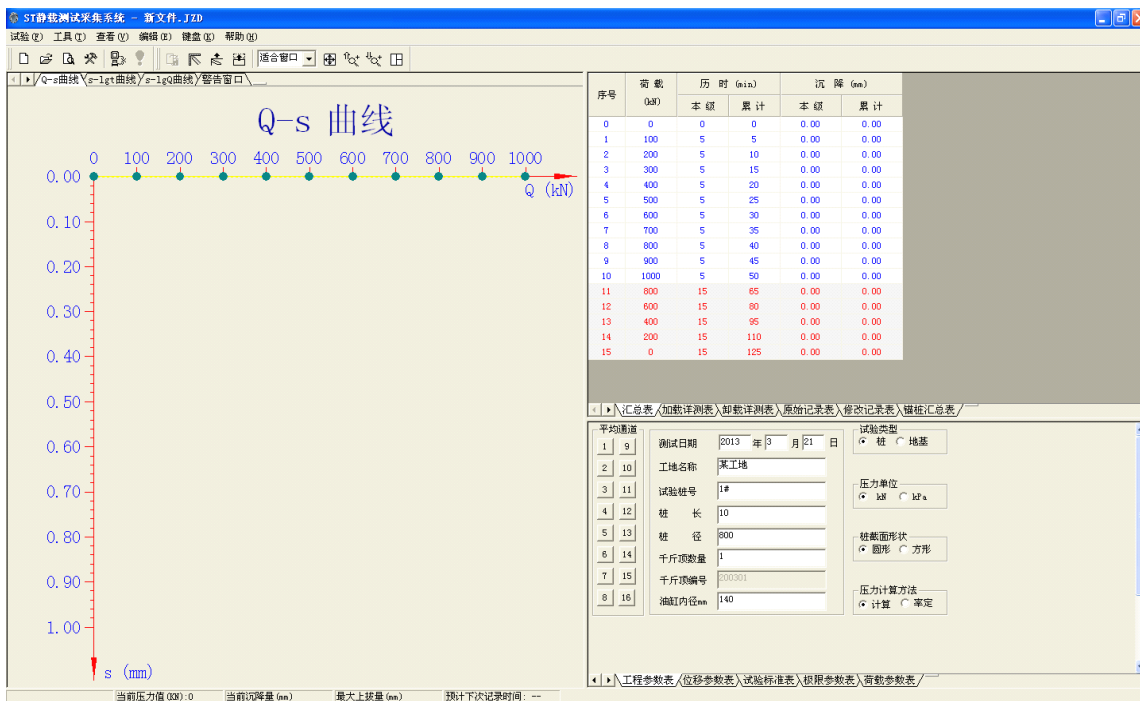 ST静载测试采集系统 - 新文件.JZD
试验(F) 工具(T) 查看(V) 编辑(E) 键盘(K) 帮助(H)
适合窗口
Q-s曲线 s-lgt曲线 s-lgQ曲线 警告窗口
Q-s 曲线
0 100 200 300 400 500 600 700 800 900 1000
Q (kN)
0.00
0.10
0.20
0.30
0.40
0.50
0.60
0.70
0.80
0.90
1.00
s (mm)
序号 荷 载 (kN) 历 时 (min) 沉 降 (mm)
本 级 累 计 本 级 累 计
0 0 0 0 0.00 0.00
1 100 5 5 0.00 0.00
2 200 5 10 0.00 0.00
3 300 5 15 0.00 0.00
4 400 5 20 0.00 0.00
5 500 5 25 0.00 0.00
6 600 5 30 0.00 0.00
7 700 5 35 0.00 0.00
8 800 5 40 0.00 0.00
9 900 5 45 0.00 0.00
10 1000 5 50 0.00 0.00
11 800 15 65 0.00 0.00
12 600 15 80 0.00 0.00
13 400 15 95 0.00 0.00
14 200 15 110 0.00 0.00
15 0 15 125 0.00 0.00
汇总表 加载详测表 卸载详测表 原始记录表 修改记录表 锚桩汇总表
平均通道
1 9
2 10
3 11
4 12
5 13
6 14
7 15
8 16
测试日期 2013 年 3 月 21 日
工地名称 某工地
试验桩号 1#
桩 长 10
桩 径 800
千斤顶数量 1
千斤顶编号 200301
油缸内径mm 140
试验类型
桩 地基
压力单位
kN kPa
桩截面形状
圆形 方形
压力计算方法
计算 率定
工程参数表 位移参数表 试验标准表 极限参数表 荷载参数表
当前压力值(KN):0 当前沉降量(mm) 最大上拔量(mm) 预计下次记录时间: --